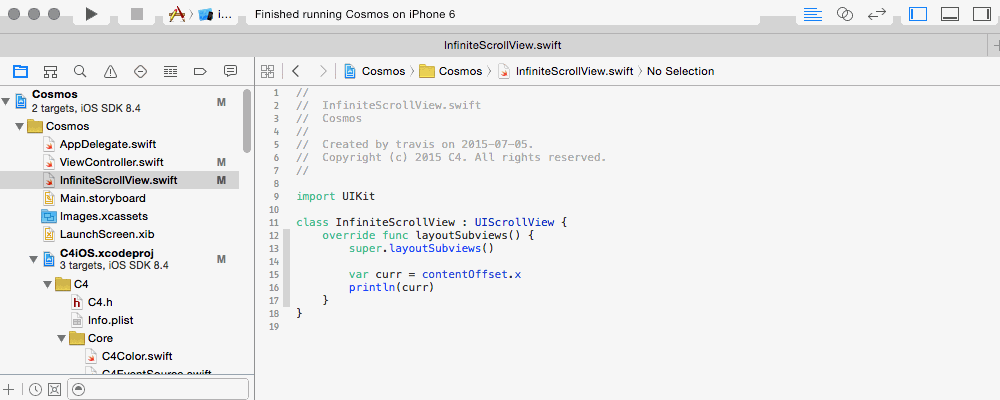 i... Finished running Cosmos on iPhone 6
InfiniteScrollView.swift
Cosmos Cosmos InfiniteScrollView.swift No Selection
Cosmos M
2 targets, iOS SDK 8.4
Cosmos
AppDelegate.swift
ViewController.swift M
InfiniteScrollView.swift M
Main.storyboard
Images.xcassets
LaunchScreen.xib
C4iOS.xcodeproj M
3 targets, iOS SDK 8.4
C4
h C4.h
Info.plist
Core
C4Color.swift
C4EventSource.swift
1 //
2 //  InfiniteScrollView.swift
3 //  Cosmos
4 //
5 //  Created by travis on 2015-07-05.
6 //  Copyright (c) 2015 C4. All rights reserved.
7 //
8
9 import UIKit
10
11 class InfiniteScrollView : UIScrollView {
12     override func layoutSubviews() {
13         super.layoutSubviews()
14
15         var curr = contentOffset.x
16         println(curr)
17     }
18 }
19